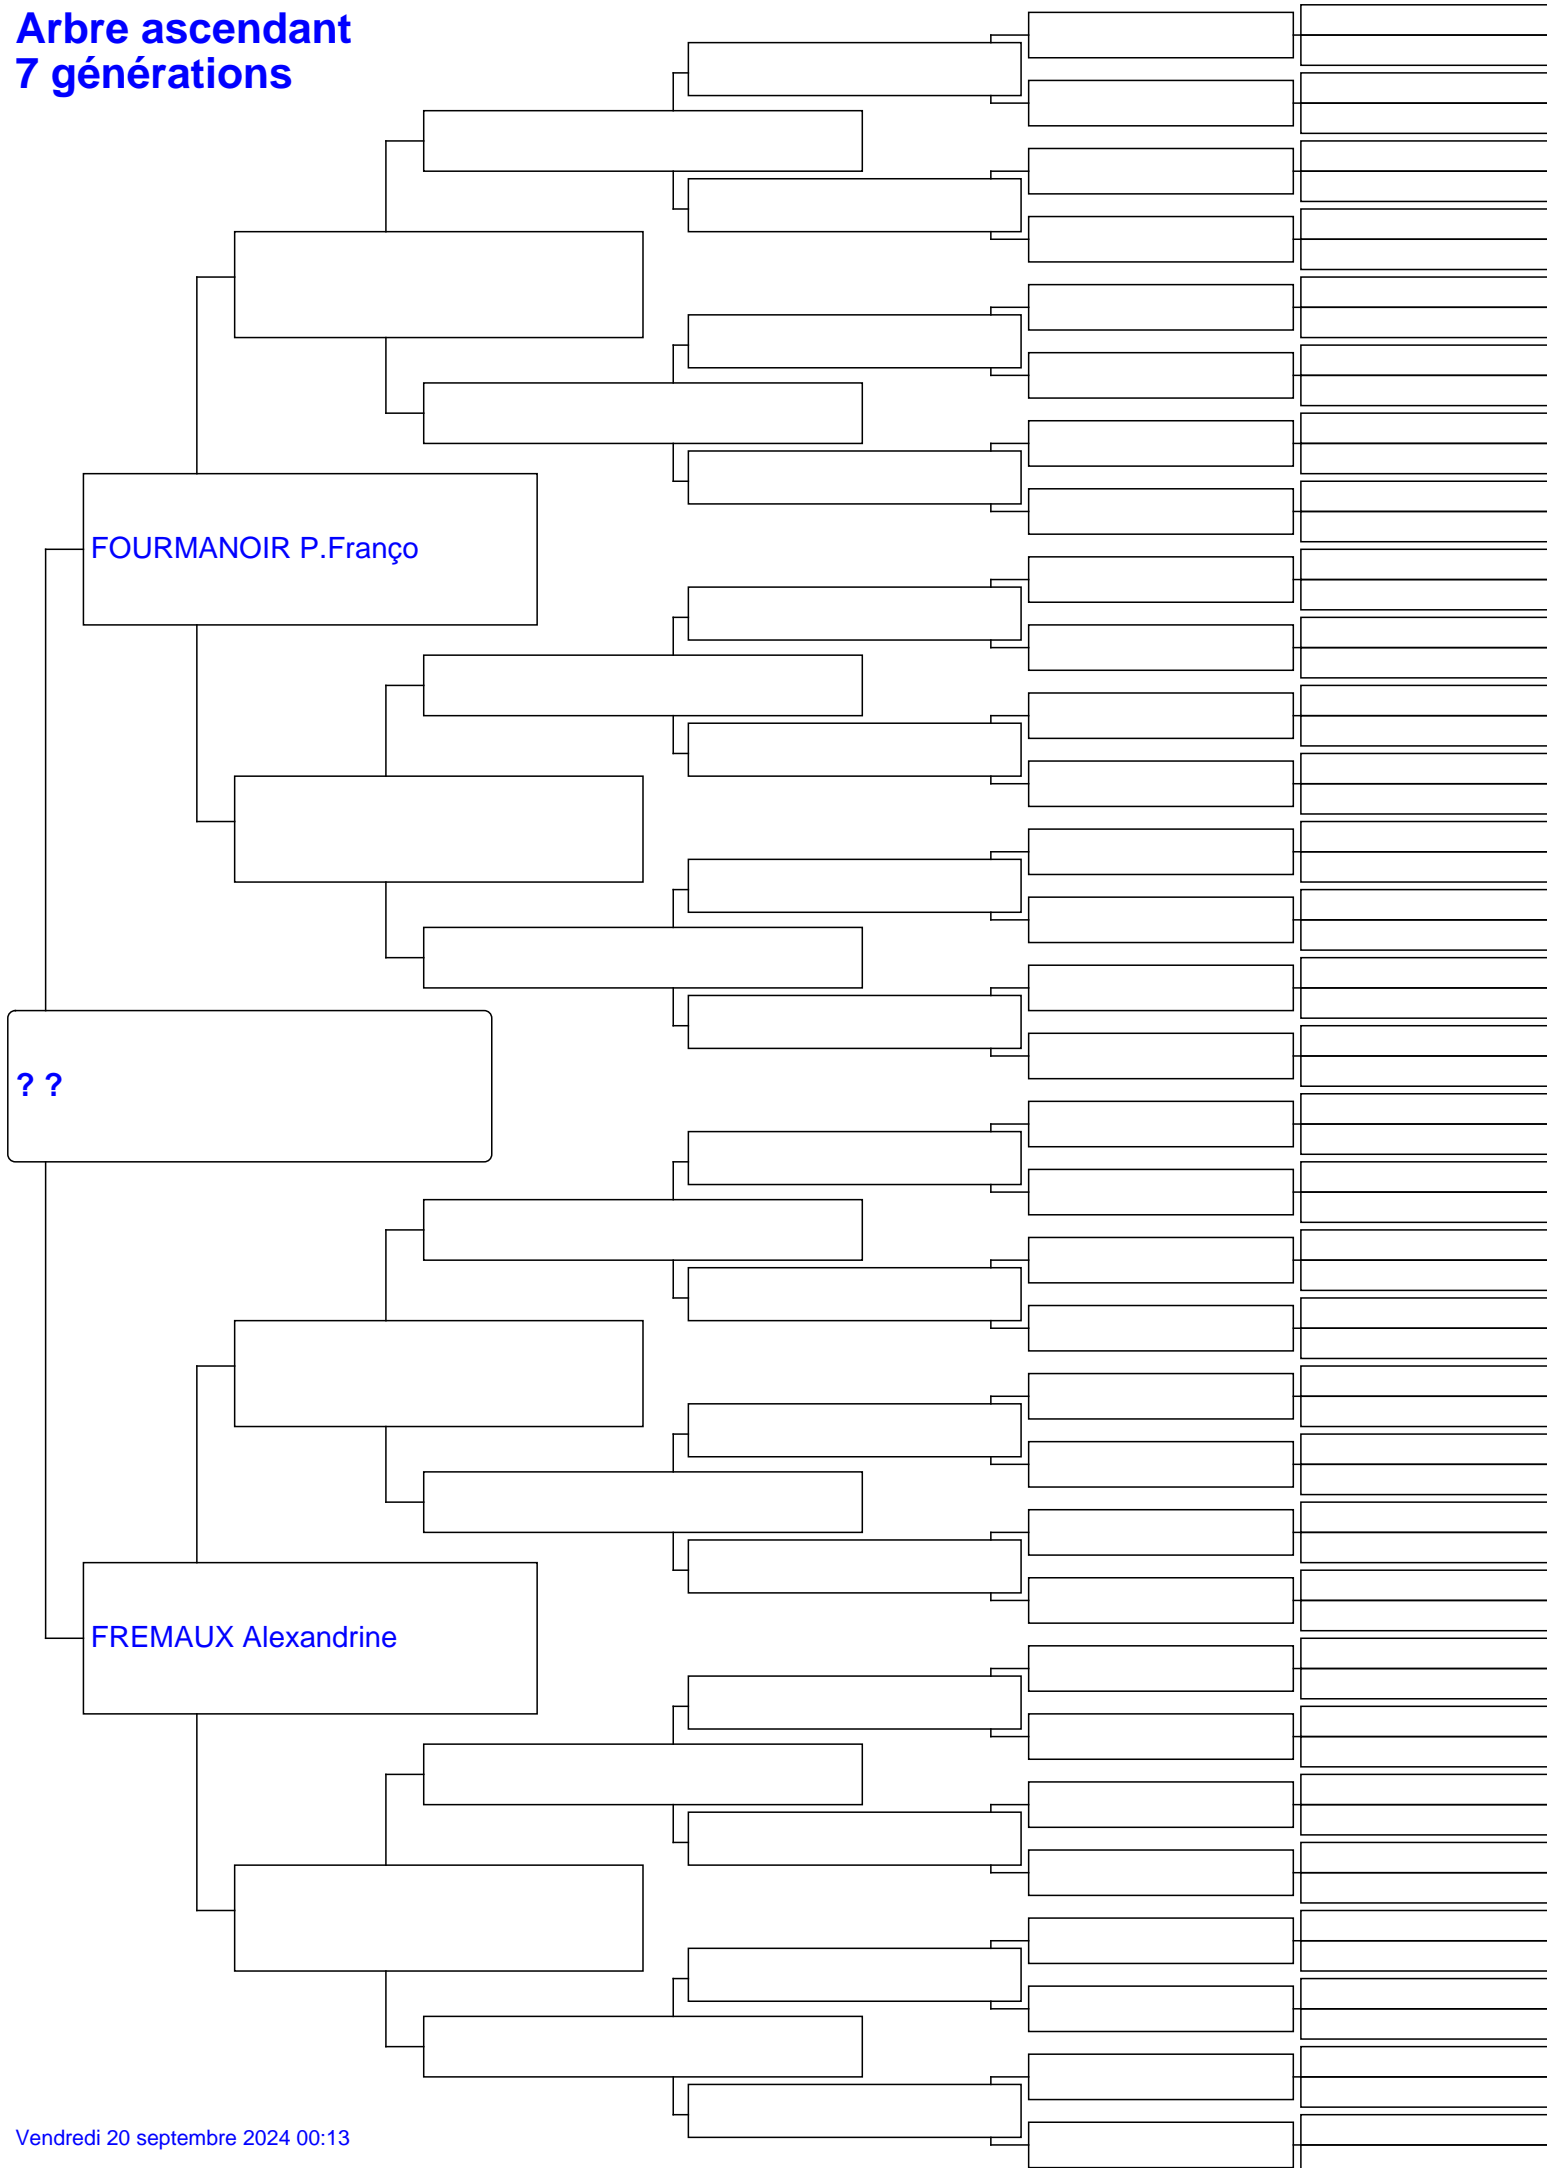 Arbre ascendant
7 générations
FOURMANOIR P.Franço
? ?
FREMAUX Alexandrine
Vendredi 20 septembre 2024 00:13